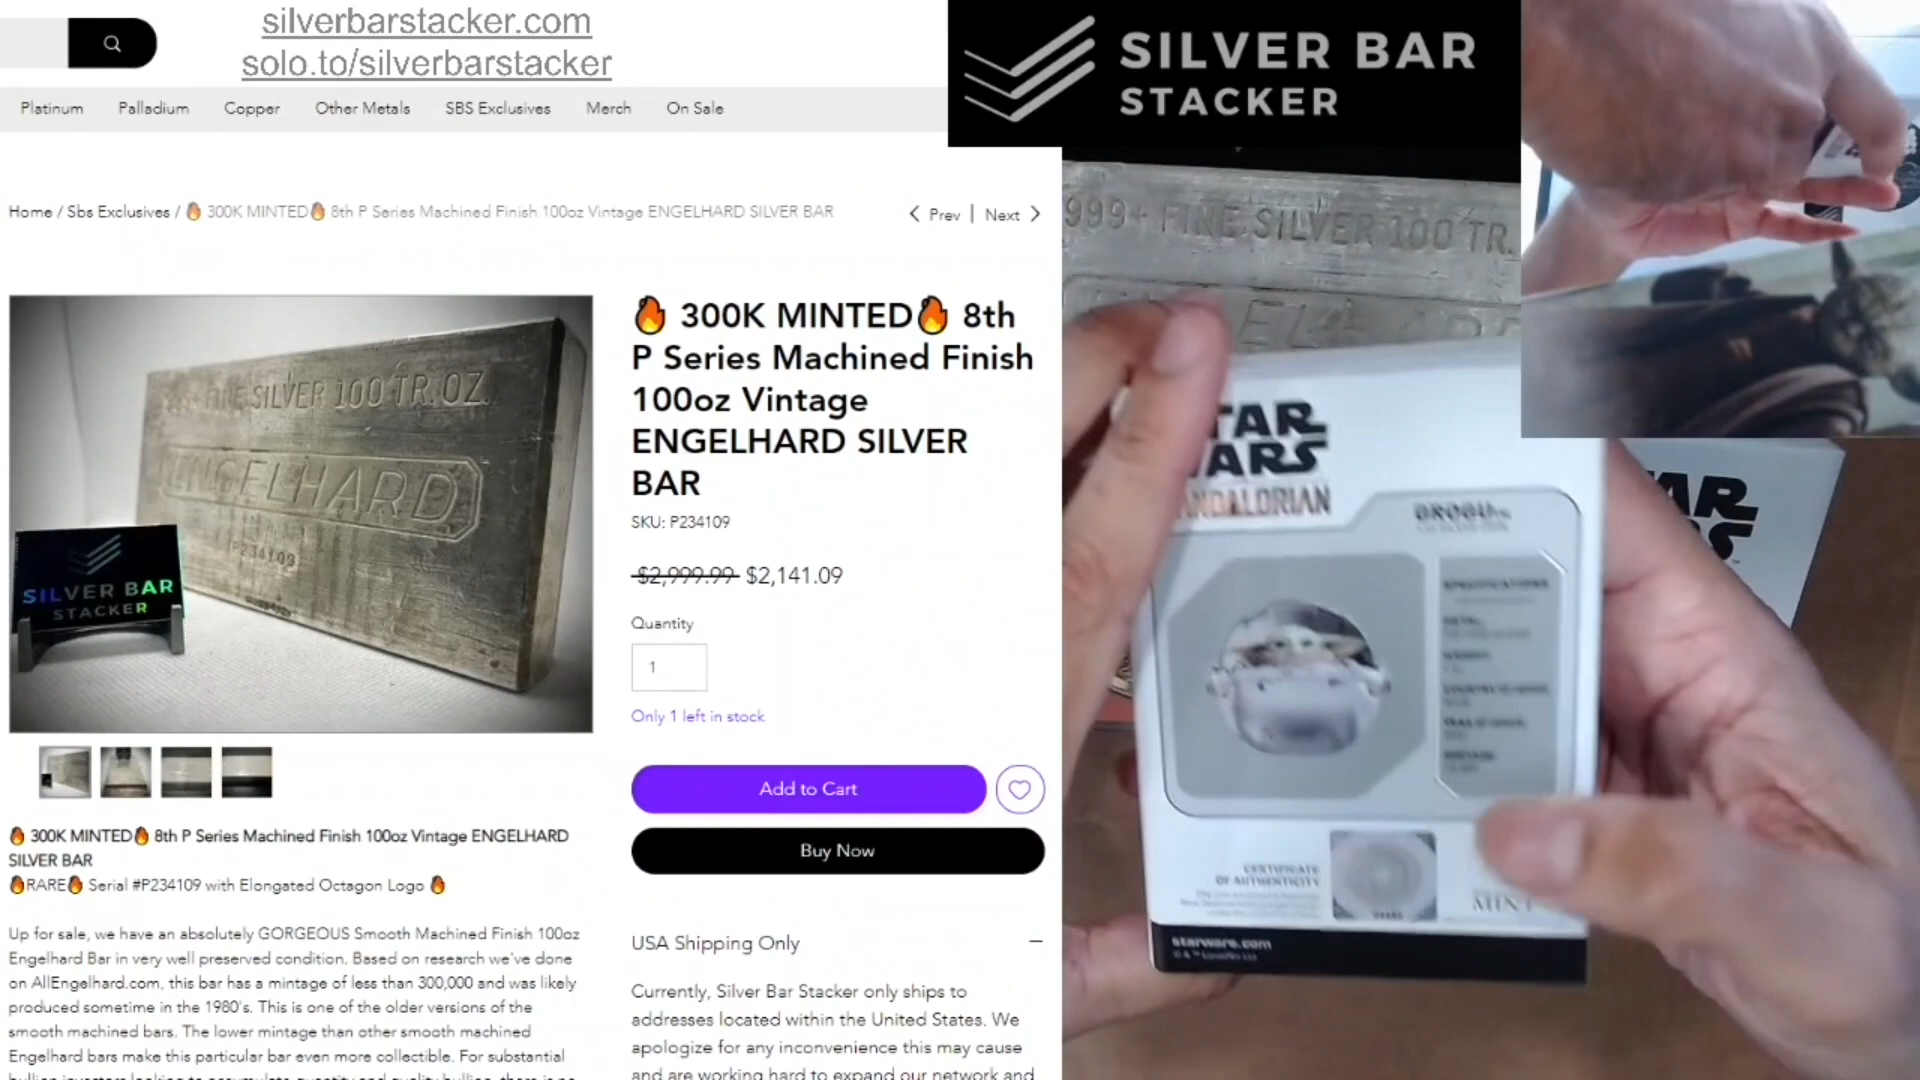 silverbarstacker.com
solo.to/silverbarstacker
Platinum Palladium Copper Other Metals SBS Exclusives Merch On Sale
SILVER BAR
STACKER
Home / Sbs Exclusives / 🔥 300K MINTED🔥 8th P Series Machined Finish 100oz Vintage ENGELHARD SILVER BAR
Prev | Next
FINE SILVER 100 TR. OZ.
ENGELHARD
P234109
SILVER BAR
STACKER
🔥 300K MINTED🔥 8th
P Series Machined Finish
100oz Vintage
ENGELHARD SILVER
BAR
SKU: P234109
$2,999.99 $2,141.09
Quantity
1
Only 1 left in stock
Add to Cart
Buy Now
USA Shipping Only
Currently, Silver Bar Stacker only ships to
addresses located within the United States. We
apologize for any inconvenience this may cause
and are working hard to expand our network and
🔥 300K MINTED🔥 8th P Series Machined Finish 100oz Vintage ENGELHARD
SILVER BAR
🔥RARE🔥 Serial #P234109 with Elongated Octagon Logo 🔥
Up for sale, we have an absolutely GORGEOUS Smooth Machined Finish 100oz
Engelhard Bar in very well preserved condition. Based on research we've done
on AllEngelhard.com, this bar has a mintage of less than 300,000 and was likely
produced sometime in the 1980's. This is one of the older versions of the
smooth machined bars. The lower mintage than other smooth machined
Engelhard bars make this particular bar even more collectible. For substantial
999+ FINE SILVER 100 TR.
TAR
ARS
ANDALORIAN
GROGU
SPECIFICATIONS
CERTIFICATE
OF AUTHENTICITY
MINT
starwars.com
AR